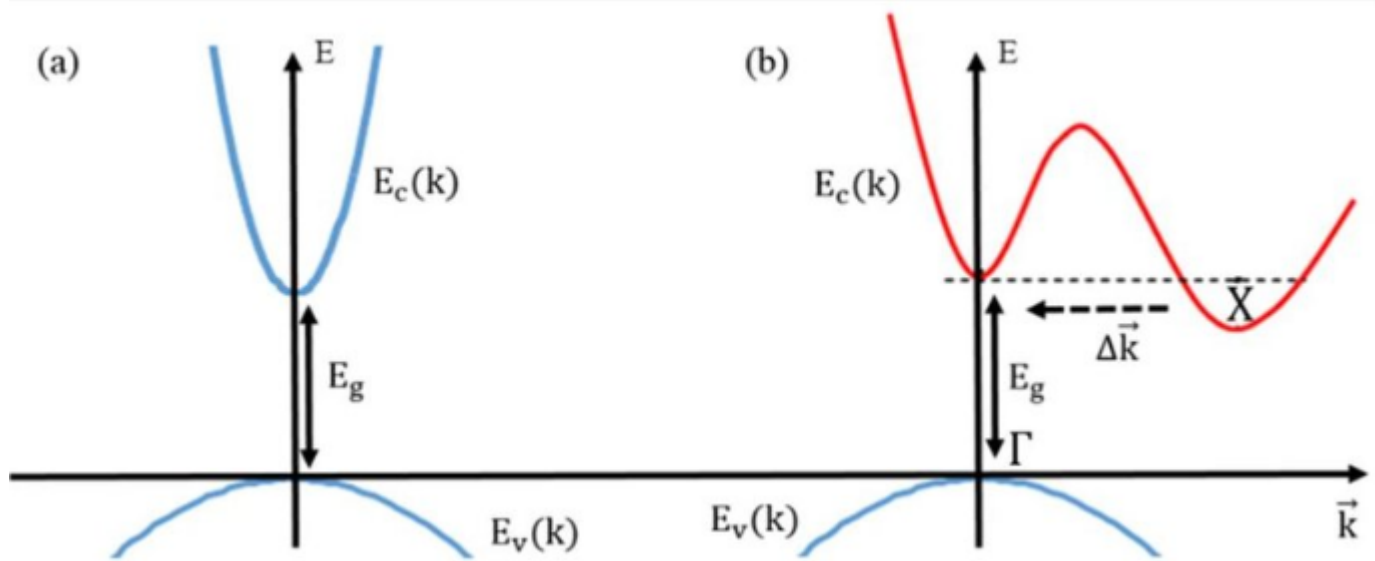 (a)
E
E_c(k)
E_g
E_v(k)
(b)
E
E_c(k)
X⃗
Δk⃗
E_g
Γ
E_v(k)
k⃗